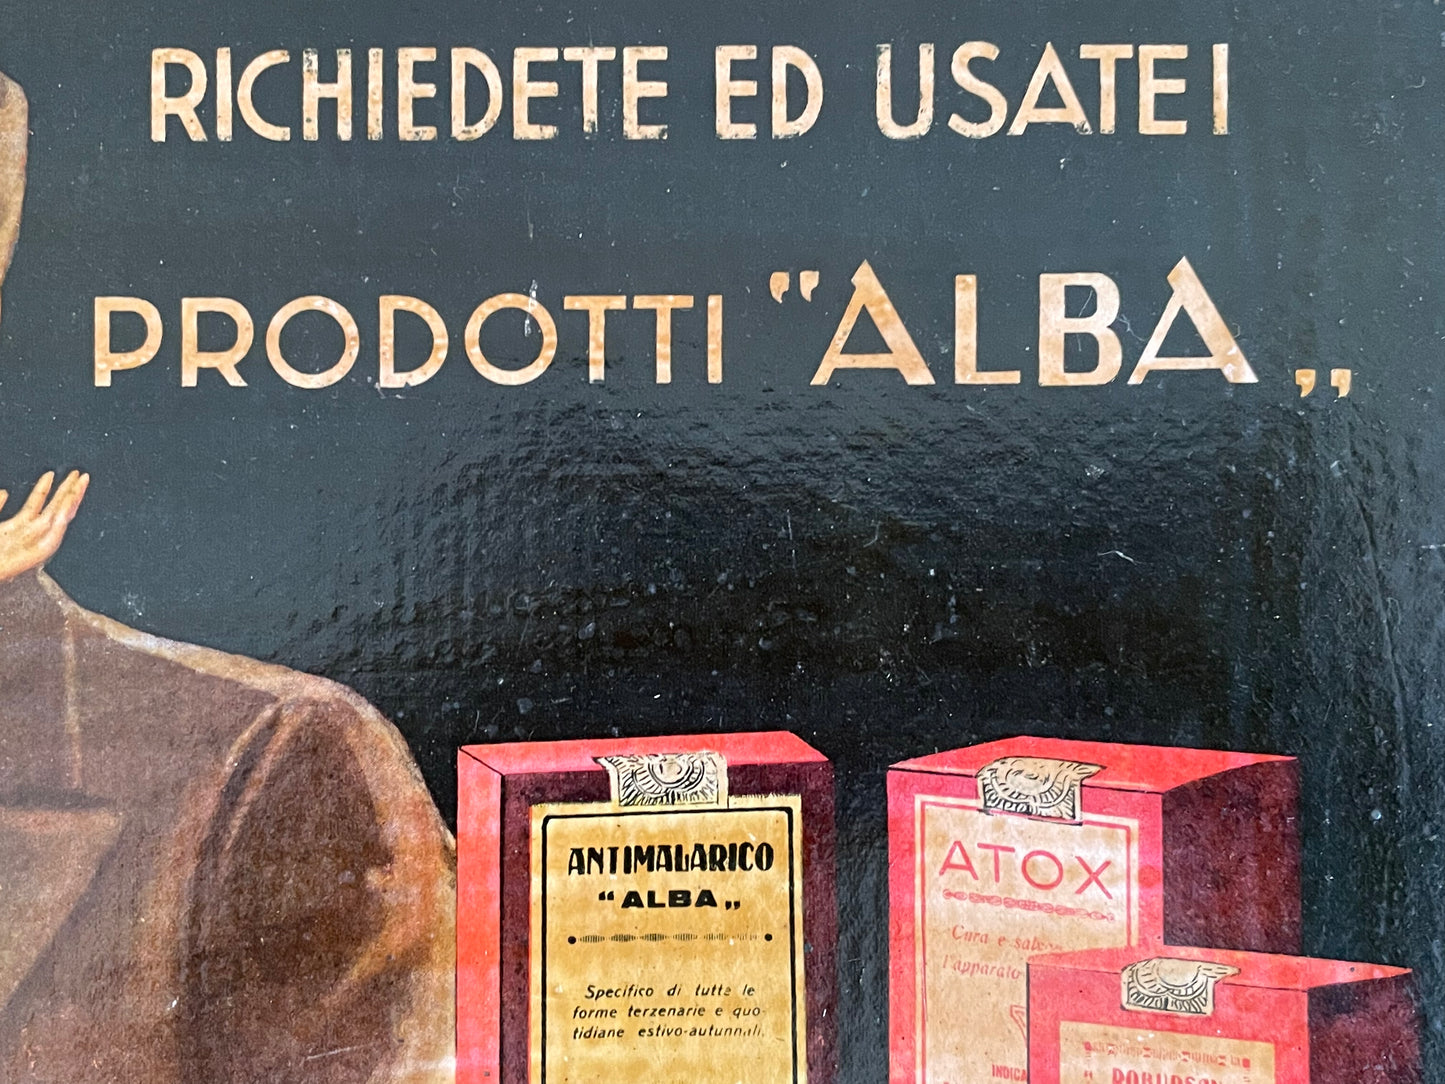 RICHIEDETE ED USATE I
PRODOTTI "ALBA„
ANTIMALARICO
"ALBA„
Specifico di tutte le
forme terzenarie e quo-
tidiane estivo-autunnali.
ATOX
Cura e
l'apparato